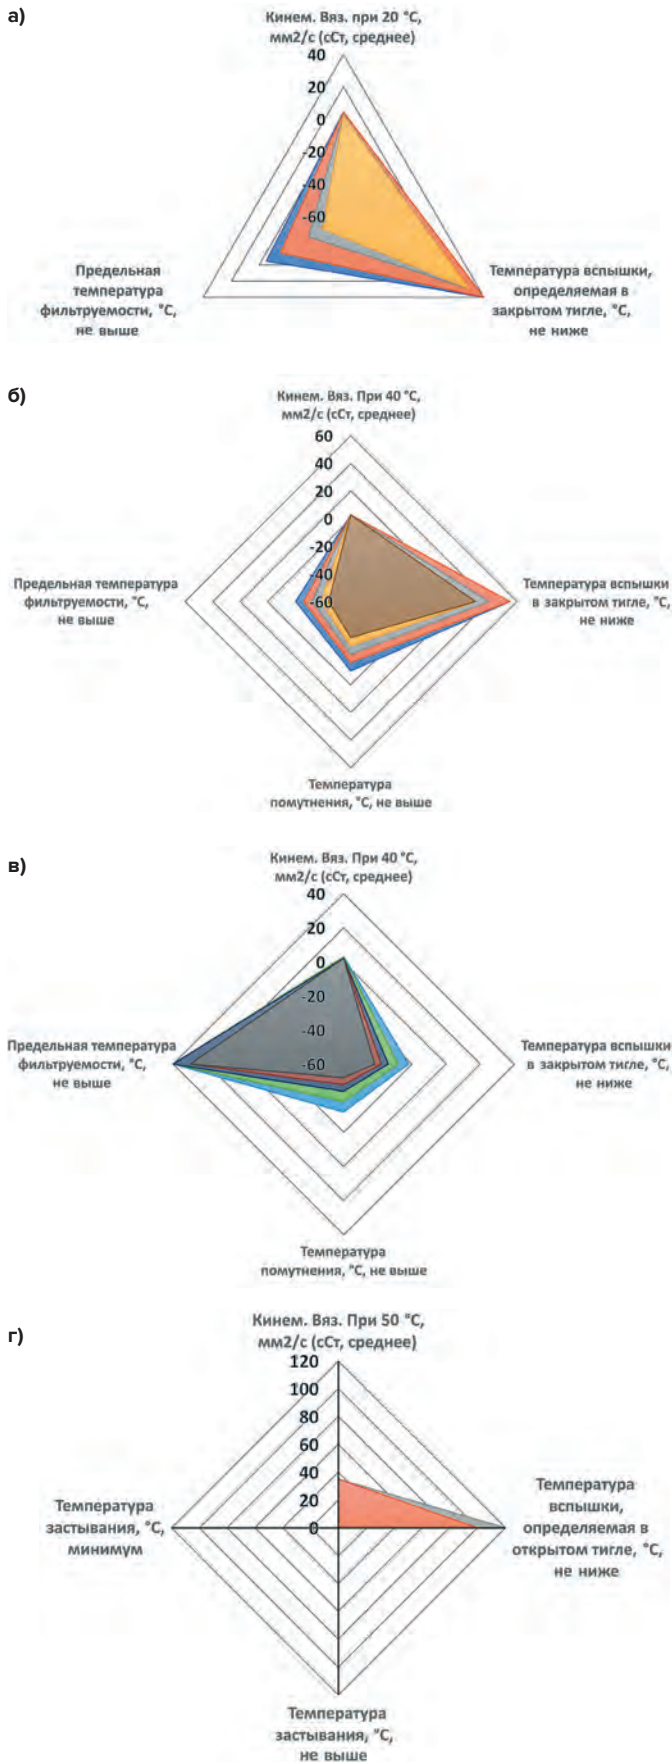 а)
Кинем. Вяз. при 20 °С,
мм2/с (сСт, среднее)
40
20
0
-20
-40
-60
Предельная
температура
фильтруемости, °С,
не выше
Температура вспышки,
определяемая в
закрытом тигле, °С,
не ниже
б)
Кинем. Вяз. При 40 °С,
мм2/с (сСт, среднее)
60
40
20
0
-20
-40
-60
Предельная температура
фильтруемости, °С,
не выше
Температура вспышки
в закрытом тигле, °С,
не ниже
Температура
помутнения, °С, не выше
в)
Кинем. Вяз. При 40 °С,
мм2/с (сСт, среднее)
40
20
0
-20
-40
-60
Предельная температура
фильтруемости, °С,
не выше
Температура вспышки
в закрытом тигле, °С,
не ниже
Температура
помутнения, °С, не выше
г)
Кинем. Вяз. При 50 °С,
мм2/с (сСт, среднее)
120
100
80
60
40
20
0
Температура
застывания, °С,
минимум
Температура
вспышки,
определяемая в
открытом тигле, °С,
не ниже
Температура
застывания, °С,
не выше